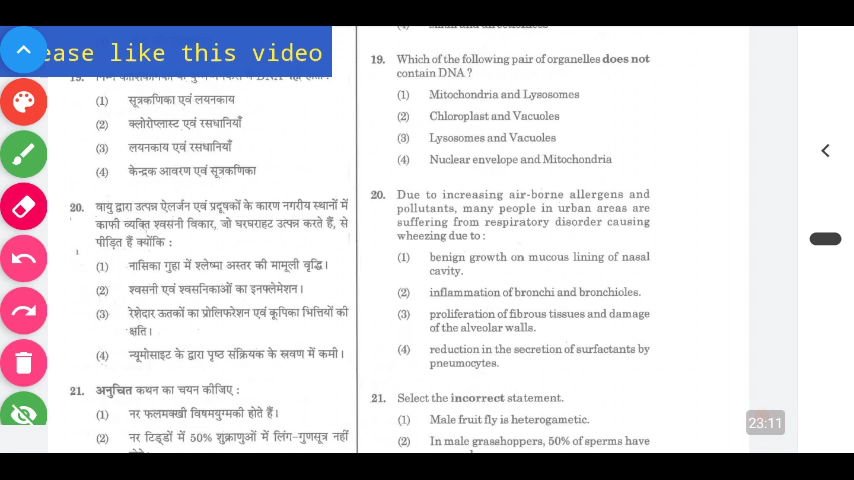 ease like this video
(1) सूत्रकणिका एवं लयनकाय
(2) क्लोरोप्लास्ट एवं रसधानियाँ
(3) लयनकाय एवं रसधानियाँ
(4) केन्द्रक आवरण एवं सूत्रकणिका
20. वायु द्वारा उत्पन्न ऐलर्जन एवं प्रदूषकों के कारण नगरीय स्थानों में
काफी व्यक्ति श्वसनी विकार, जो घरघराहट उत्पन्न करते हैं, से
पीड़ित हैं क्योंकि :
(1) नासिका गुहा में श्लेष्मा अस्तर की मामूली वृद्धि।
(2) श्वसनी एवं श्वसनिकाओं का इनफ्लेमेशन।
(3) रेशेदार ऊतकों का प्रोलिफरेशन एवं कूपिका भित्तियों की
क्षति।
(4) न्यूमोसाइट के द्वारा पृष्ठ संक्रियक के स्रवण में कमी।
21. अनुचित कथन का चयन कीजिए :
(1) नर फलमक्खी विषमयुग्मकी होते हैं।
(2) नर टिड्डों में 50% शुक्राणुओं में लिंग-गुणसूत्र नहीं
19. Which of the following pair of organelles does not
contain DNA ?
(1) Mitochondria and Lysosomes
(2) Chloroplast and Vacuoles
(3) Lysosomes and Vacuoles
(4) Nuclear envelope and Mitochondria
20. Due to increasing air-borne allergens and
pollutants, many people in urban areas are
suffering from respiratory disorder causing
wheezing due to :
(1) benign growth on mucous lining of nasal
cavity.
(2) inflammation of bronchi and bronchioles.
(3) proliferation of fibrous tissues and damage
of the alveolar walls.
(4) reduction in the secretion of surfactants by
pneumocytes.
21. Select the incorrect statement.
(1) Male fruit fly is heterogametic.
(2) In male grasshoppers, 50% of sperms have
23:11